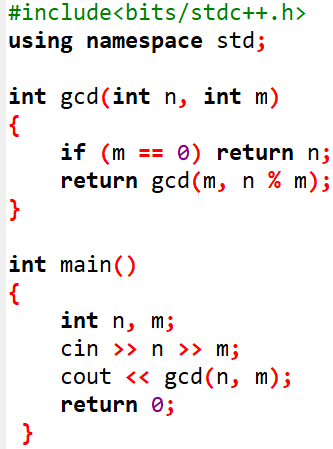 #include<bits/stdc++.h>
using namespace std;

int gcd(int n, int m)
{
    if (m == 0) return n;
    return gcd(m, n % m);
}

int main()
{
    int n, m;
    cin >> n >> m;
    cout << gcd(n, m);
    return 0;
 }